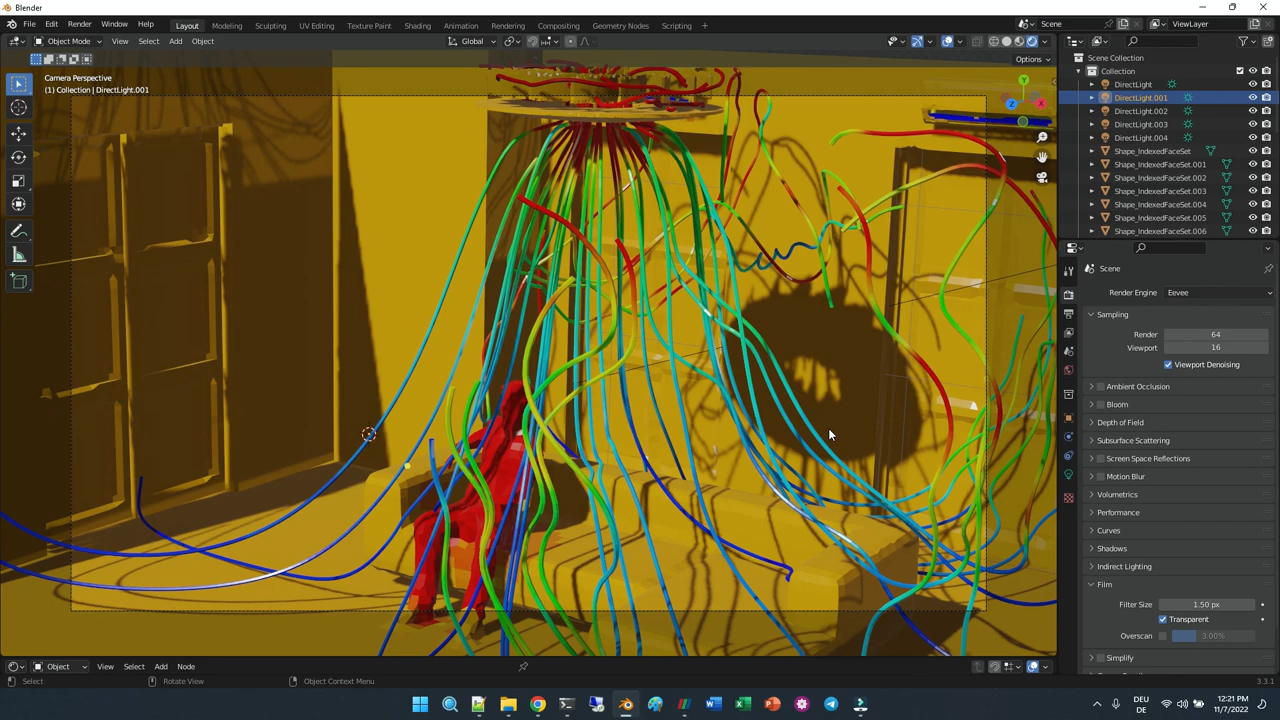 Blender
File Edit Render Window Help Layout Modeling Sculpting UV Editing Texture Paint Shading Animation Rendering Compositing Geometry Nodes Scripting + Scene ViewLayer
Object Mode View Select Add Object Global
Options
Camera Perspective
(1) Collection | DirectLight.001
Y
Z X
Scene Collection
Collection
DirectLight
DirectLight.001
DirectLight.002
DirectLight.003
DirectLight.004
Shape_IndexedFaceSet
Shape_IndexedFaceSet.001
Shape_IndexedFaceSet.002
Shape_IndexedFaceSet.003
Shape_IndexedFaceSet.004
Shape_IndexedFaceSet.005
Shape_IndexedFaceSet.006
Scene
Render Engine Eevee
Sampling
Render 64
Viewport 16
Viewport Denoising
Ambient Occlusion
Bloom
Depth of Field
Subsurface Scattering
Screen Space Reflections
Motion Blur
Volumetrics
Performance
Curves
Shadows
Indirect Lighting
Film
Filter Size 1.50 px
Transparent
Overscan 3.00%
Simplify
Object View Select Add Node
Select Rotate View Object Context Menu 3.3.1
DEU
DE
12:21 PM
11/7/2022